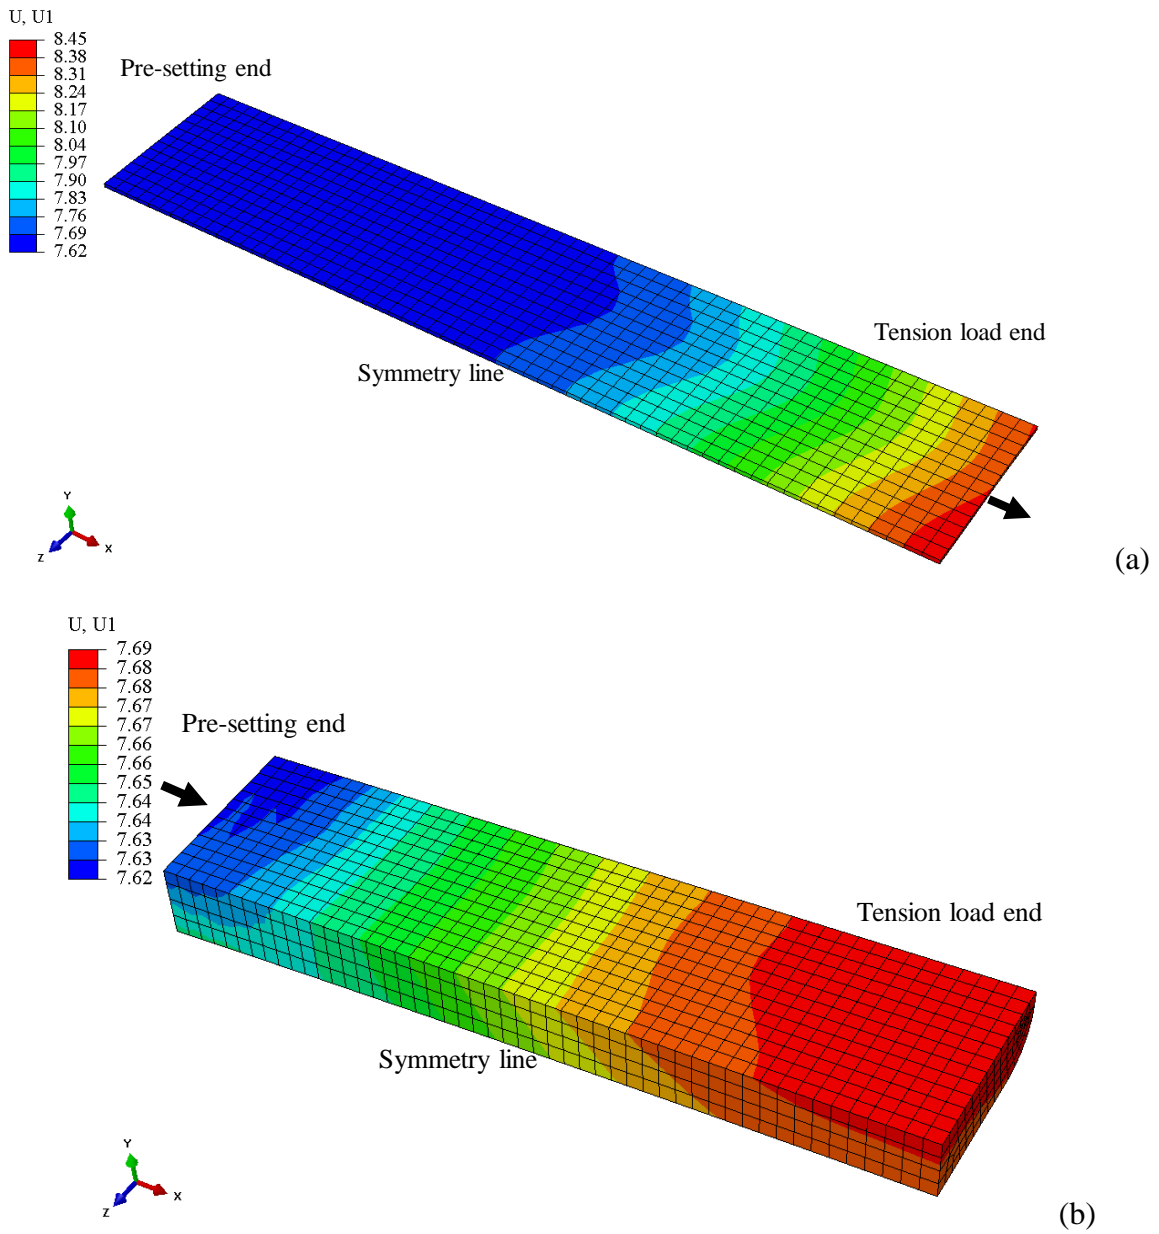 U, U1
8.45
8.38
8.31
8.24
8.17
8.10
8.04
7.97
7.90
7.83
7.76
7.69
7.62
Pre-setting end
Tension load end
Symmetry line
Y
X
Z
(a)
U, U1
7.69
7.68
7.68
7.67
7.67
7.66
7.66
7.65
7.64
7.64
7.63
7.63
7.62
Pre-setting end
Tension load end
Symmetry line
Y
X
Z
(b)